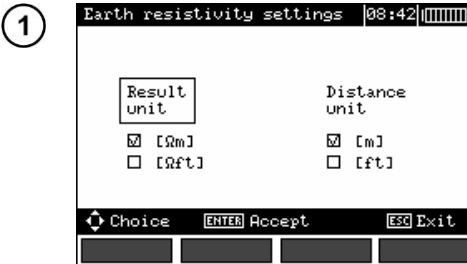 1
Earth resistivity settings 08:42
Result
unit
Distance
unit
[Ωm]
[Ωft]
[m]
[ft]
Choice ENTER Accept ESC Exit